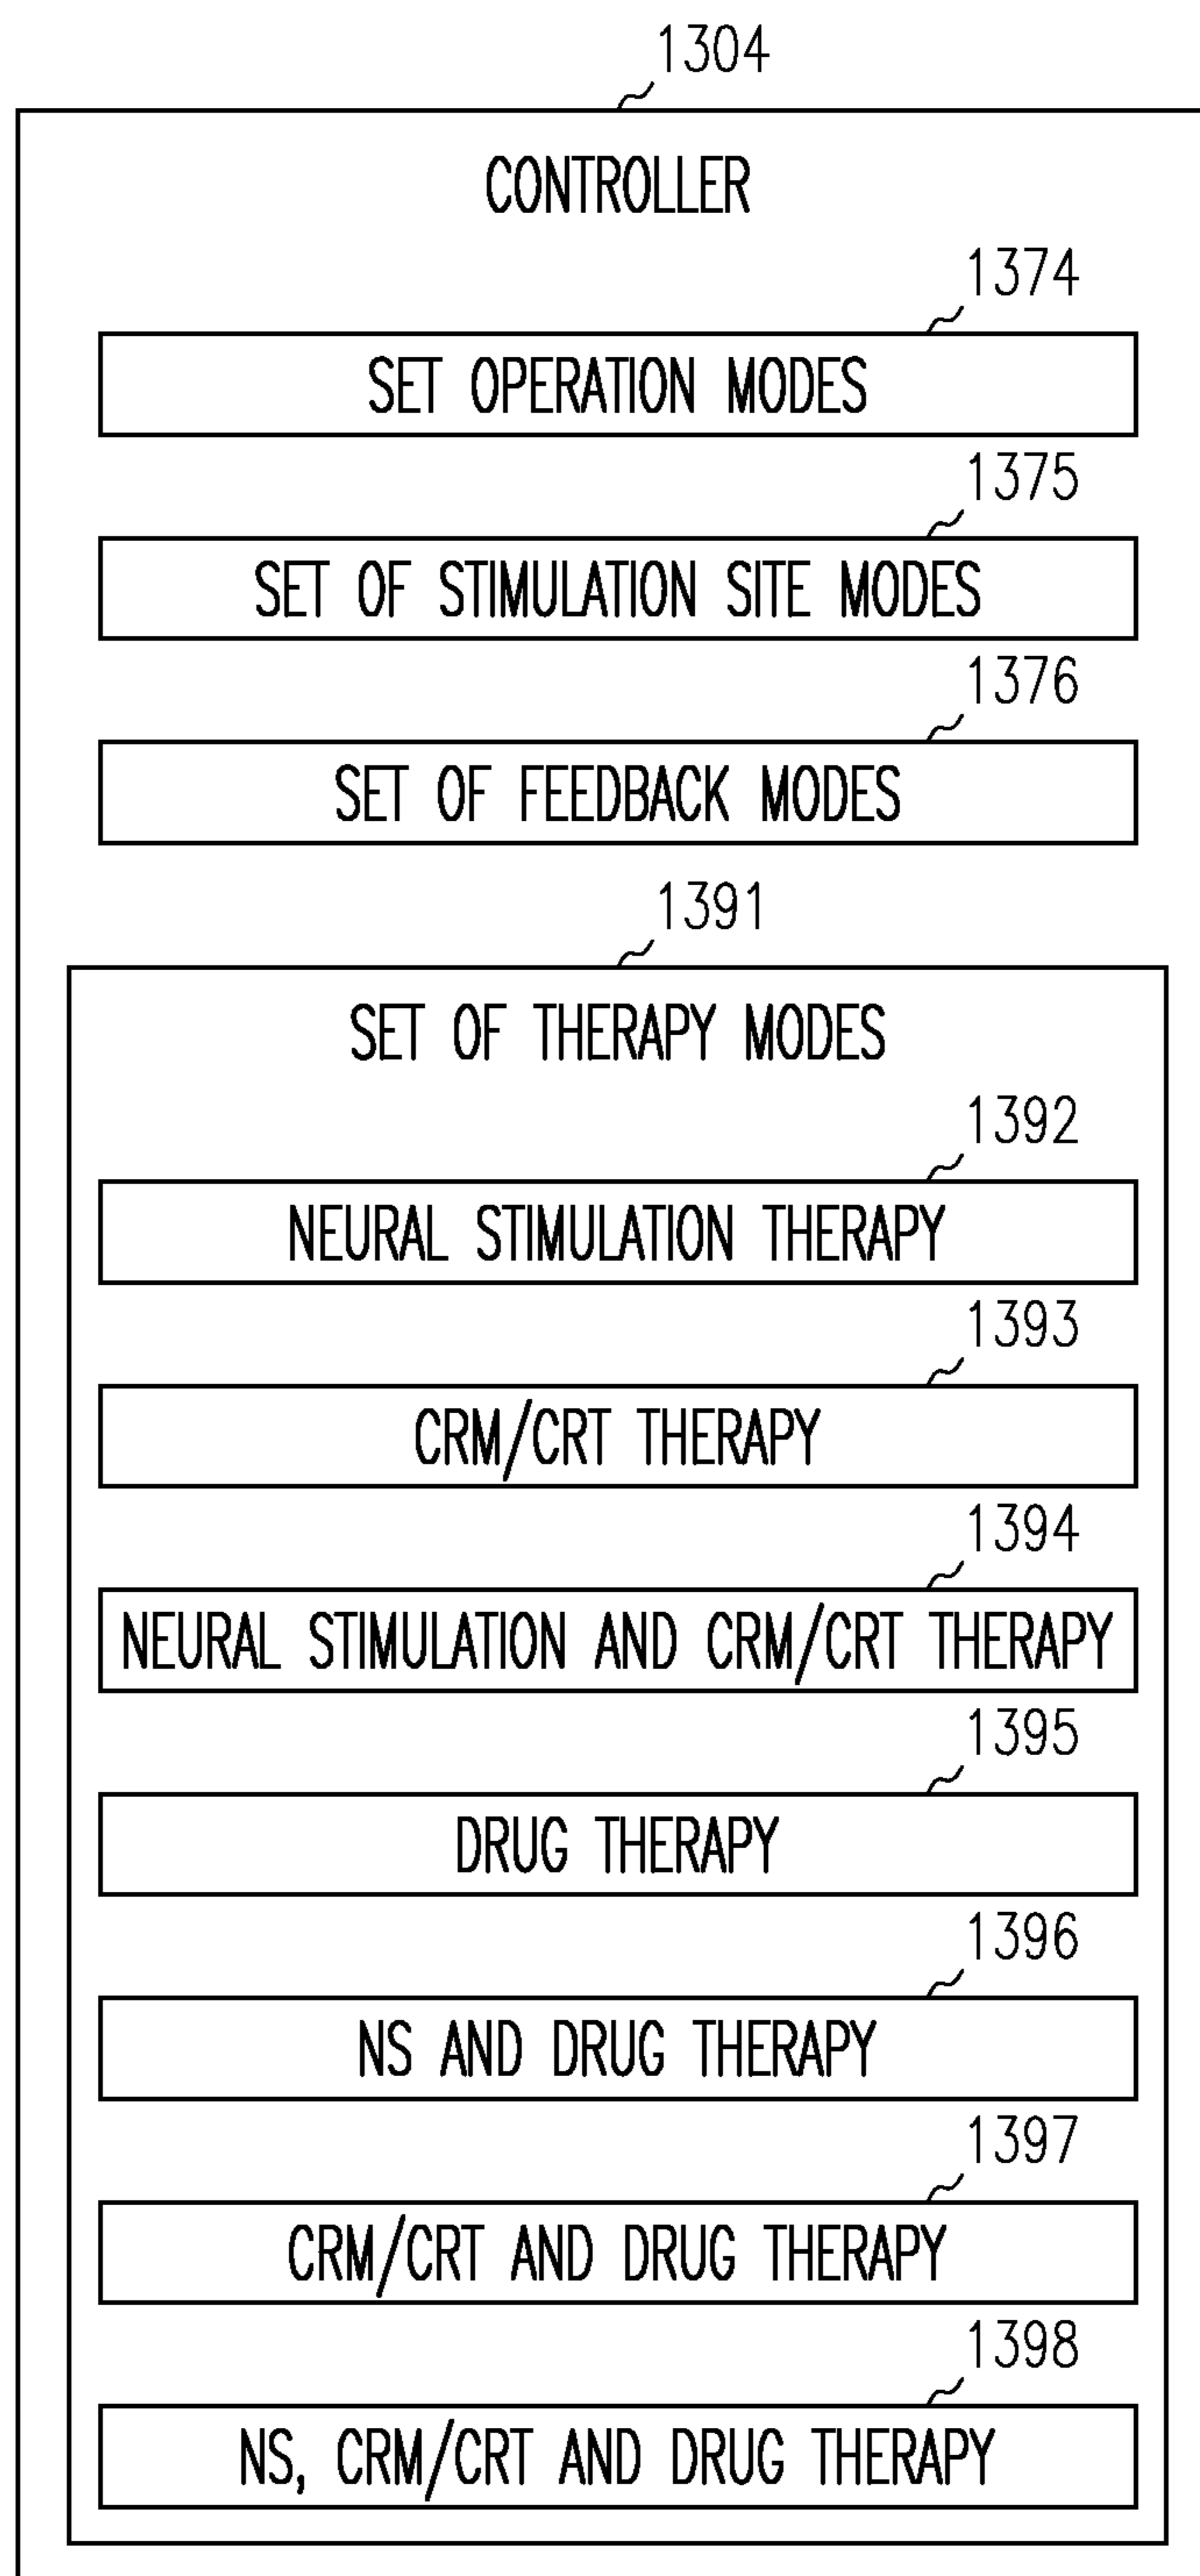 1304
CONTROLLER
1374
SET OPERATION MODES
1375
SET OF STIMULATION SITE MODES
1376
SET OF FEEDBACK MODES
1391
SET OF THERAPY MODES
1392
NEURAL STIMULATION THERAPY
1393
CRM/CRT THERAPY
1394
NEURAL STIMULATION AND CRM/CRT THERAPY
1395
DRUG THERAPY
1396
NS AND DRUG THERAPY
1397
CRM/CRT AND DRUG THERAPY
1398
NS, CRM/CRT AND DRUG THERAPY